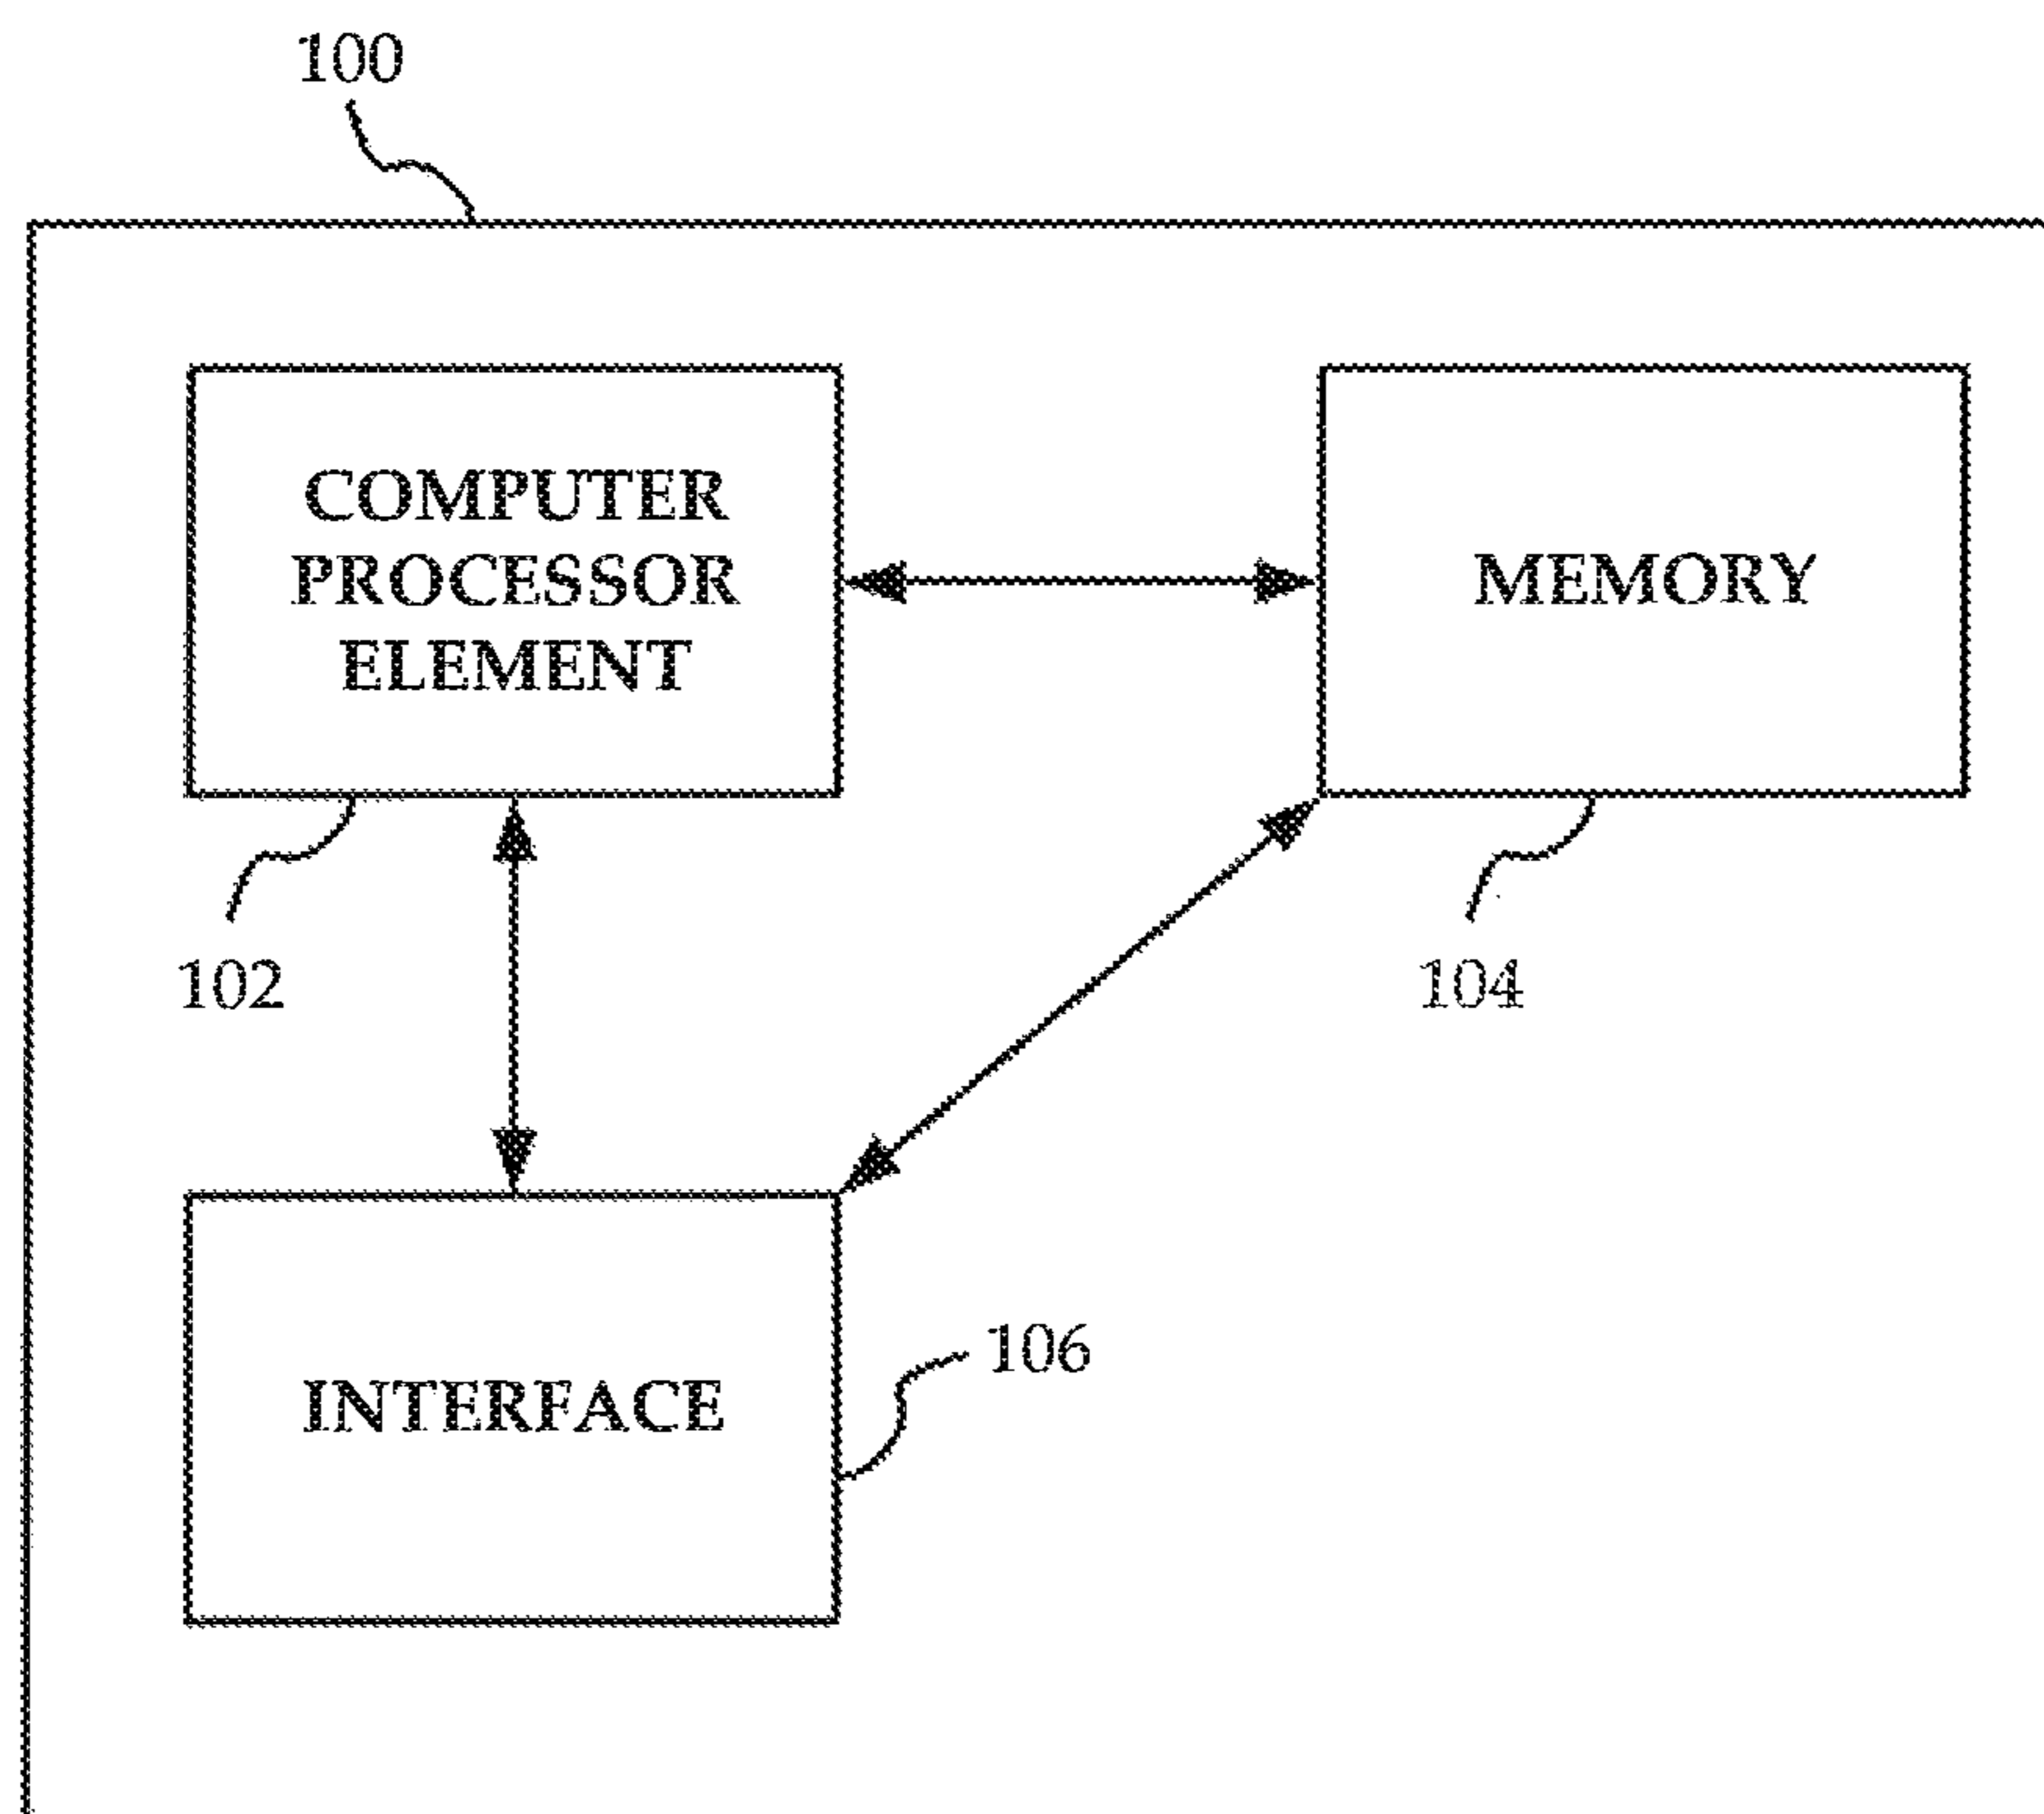 100
COMPUTER
PROCESSOR
ELEMENT
MEMORY
102
104
INTERFACE
106